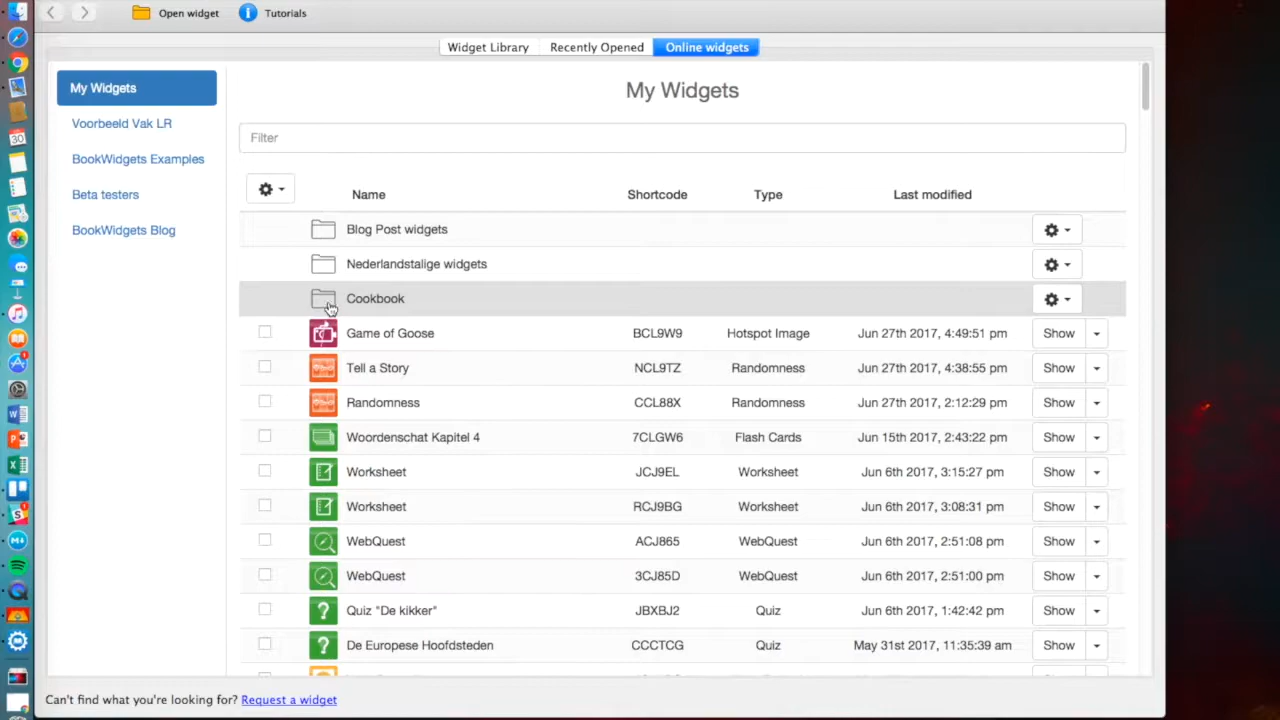 Open widget Tutorials
Widget Library Recently Opened Online widgets
My Widgets
Voorbeeld Vak LR
BookWidgets Examples
Beta testers
BookWidgets Blog
My Widgets
Filter
Name Shortcode Type Last modified
Blog Post widgets
Nederlandstalige widgets
Cookbook
Game of Goose BCL9W9 Hotspot Image Jun 27th 2017, 4:49:51 pm Show
Tell a Story NCL9TZ Randomness Jun 27th 2017, 4:38:55 pm Show
Randomness CCL88X Randomness Jun 27th 2017, 2:12:29 pm Show
Woordenschat Kapitel 4 7CLGW6 Flash Cards Jun 15th 2017, 2:43:22 pm Show
Worksheet JCJ9EL Worksheet Jun 6th 2017, 3:15:27 pm Show
Worksheet RCJ9BG Worksheet Jun 6th 2017, 3:08:31 pm Show
WebQuest ACJ865 WebQuest Jun 6th 2017, 2:51:08 pm Show
WebQuest 3CJ85D WebQuest Jun 6th 2017, 2:51:00 pm Show
Quiz "De kikker" JBXBJ2 Quiz Jun 6th 2017, 1:42:42 pm Show
De Europese Hoofdsteden CCCTCG Quiz May 31st 2017, 11:35:39 am Show
Can't find what you're looking for? Request a widget
30